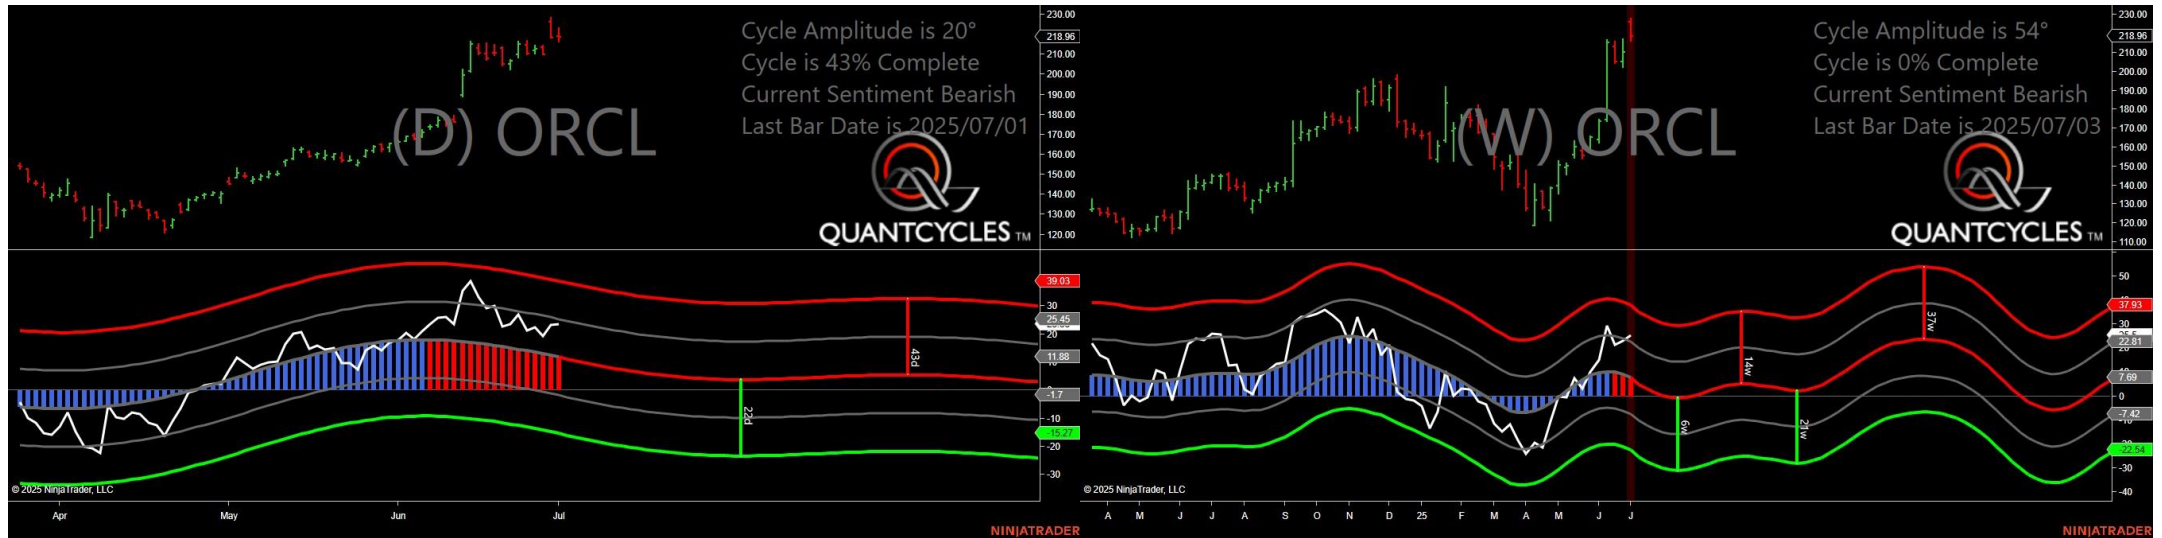 Cycle Amplitude is 20°
Cycle is 43% Complete
Current Sentiment Bearish
Last Bar Date is 2025/07/01
(D) ORCL
QUANTCYCLES TM
230.00
218.96
210.00
200.00
190.00
180.00
170.00
160.00
150.00
140.00
130.00
120.00
39.03
30
25.45
20
11.88
0
-1.7
-10
-15.27
-20
-30
43d
22d
© 2025 NinjaTrader, LLC
Apr May Jun Jul
NINJATRADER
Cycle Amplitude is 54°
Cycle is 0% Complete
Current Sentiment Bearish
Last Bar Date is 2025/07/03
(W) ORCL
QUANTCYCLES TM
230.00
218.96
210.00
200.00
190.00
180.00
170.00
160.00
150.00
140.00
130.00
120.00
110.00
50
37.93
30
22.81
7.69
0
-7.42
-22.54
-30
-40
6w
14w
21w
37w
© 2025 NinjaTrader, LLC
A M J J A S O N D 25 F M A M J J
NINJATRADER